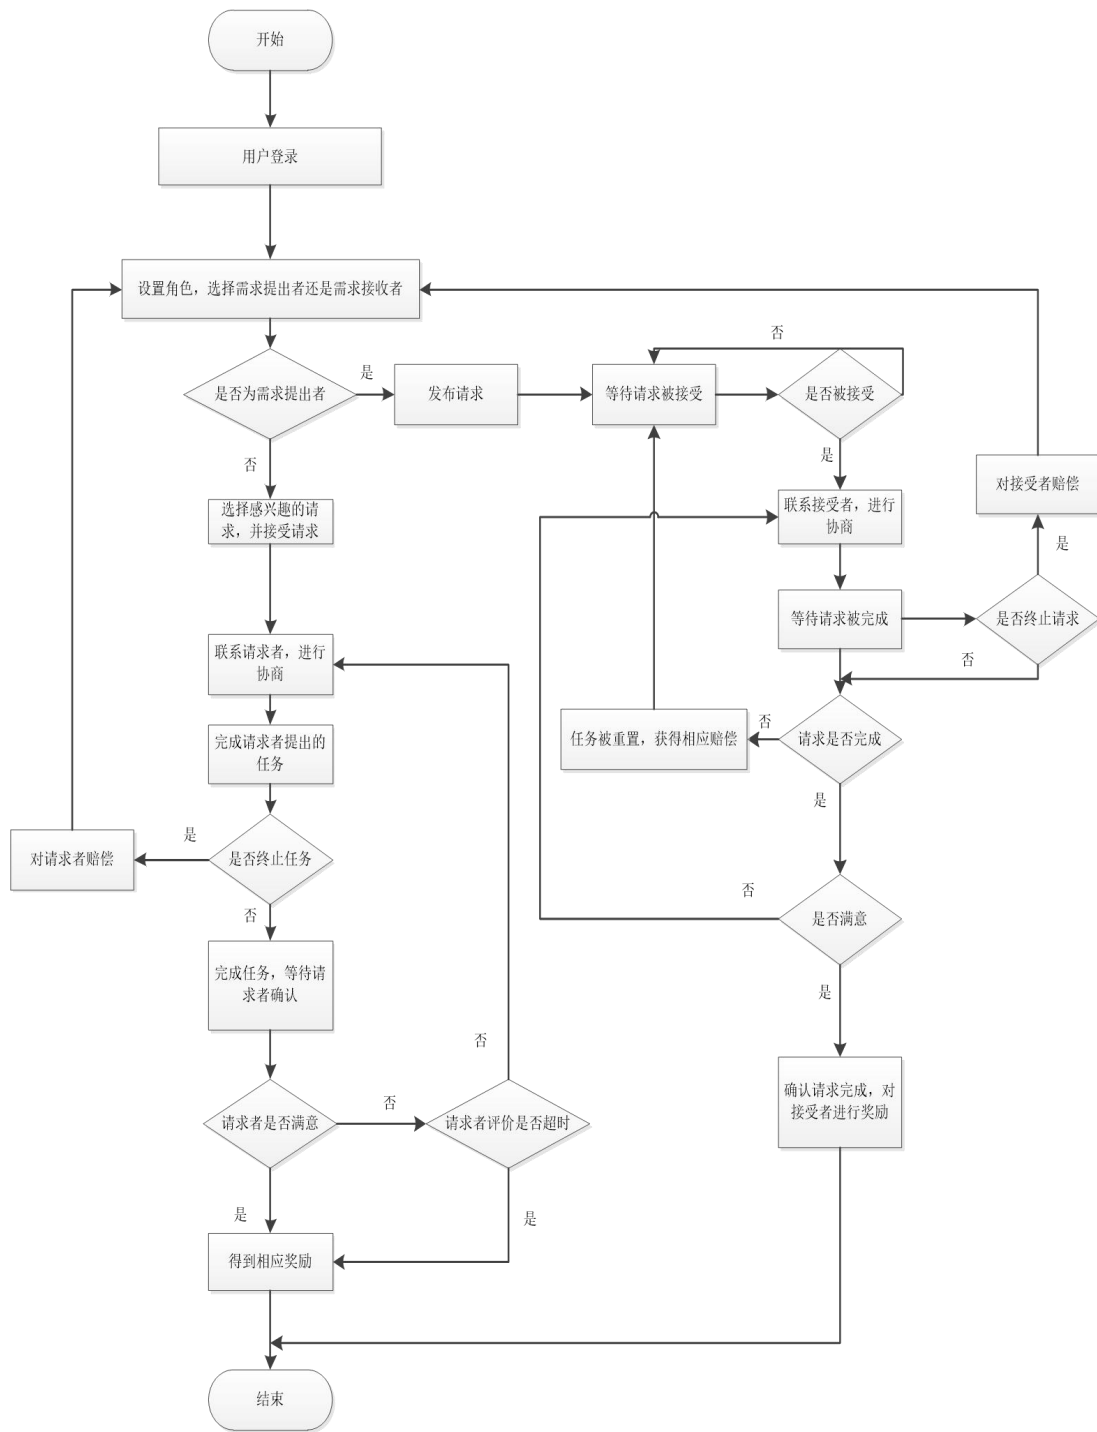 开始
用户登录
设置角色，选择需求提出者还是需求接收者
否
是否为需求提出者
是
发布请求
等待请求被接受
是否被接受
否
是
选择感兴趣的请
求，并接受请求
联系接受者，进行
协商
对接受者赔偿
是
等待请求被完成
是否终止请求
否
联系请求者，进行
协商
完成请求者提出的
任务
任务被重置，获得相应赔偿
否
请求是否完成
是
对请求者赔偿
是
是否终止任务
否
否
是否满意
是
完成任务，等待请
求者确认
否
请求者是否满意
否
请求者评价是否超时
确认请求完成，对
接受者进行奖励
是
是
得到相应奖励
结束